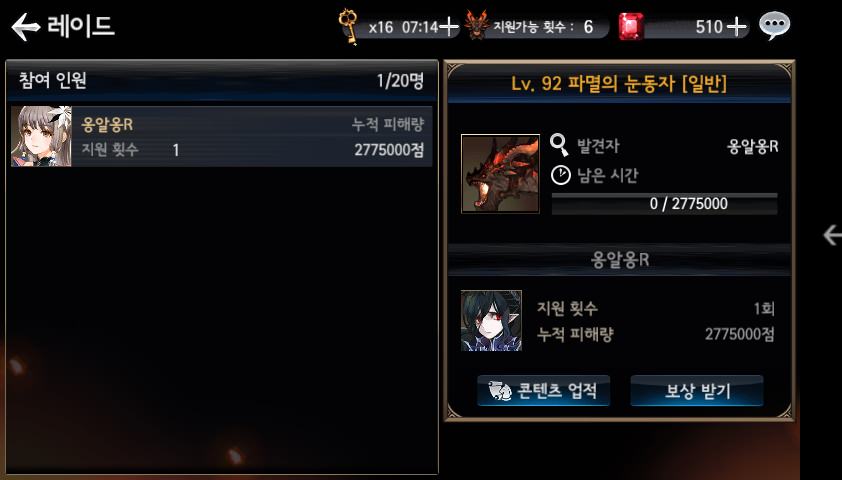 레이드
x16 07:14
지원가능 횟수 : 6
510
참여 인원 1/20명
옹알옹R 누적 피해량
지원 횟수 1 2775000점
Lv. 92 파멸의 눈동자 [일반]
발견자 옹알옹R
남은 시간
0 / 2775000
옹알옹R
지원 횟수 1회
누적 피해량 2775000점
콘텐츠 업적
보상 받기